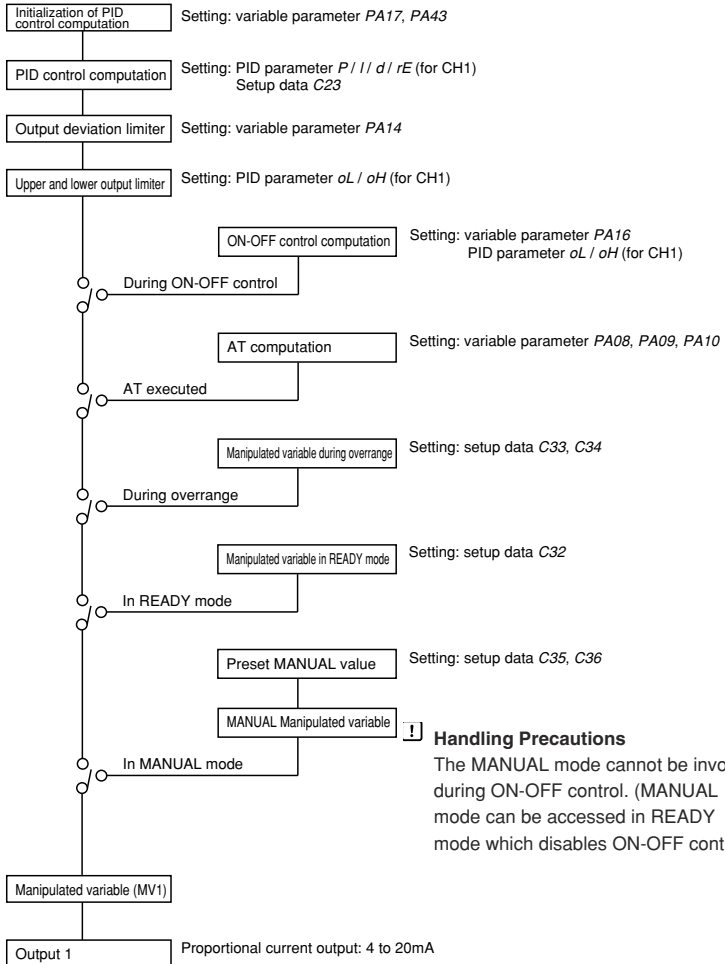 Initialization of PID
control computation
Setting: variable parameter PA17, PA43
PID control computation
Setting: PID parameter P / I / d / rE (for CH1)
Setup data C23
Output deviation limiter
Setting: variable parameter PA14
Upper and lower output limiter
Setting: PID parameter oL / oH (for CH1)
ON-OFF control computation
Setting: variable parameter PA16
PID parameter oL / oH (for CH1)
During ON-OFF control
AT computation
Setting: variable parameter PA08, PA09, PA10
AT executed
Manipulated variable during overrange
Setting: setup data C33, C34
During overrange
Manipulated variable in READY mode
Setting: setup data C32
In READY mode
Preset MANUAL value
Setting: setup data C35, C36
MANUAL Manipulated variable
! Handling Precautions
The MANUAL mode cannot be invo
during ON-OFF control. (MANUAL
mode can be accessed in READY
mode which disables ON-OFF cont
In MANUAL mode
Manipulated variable (MV1)
Output 1
Proportional current output: 4 to 20mA